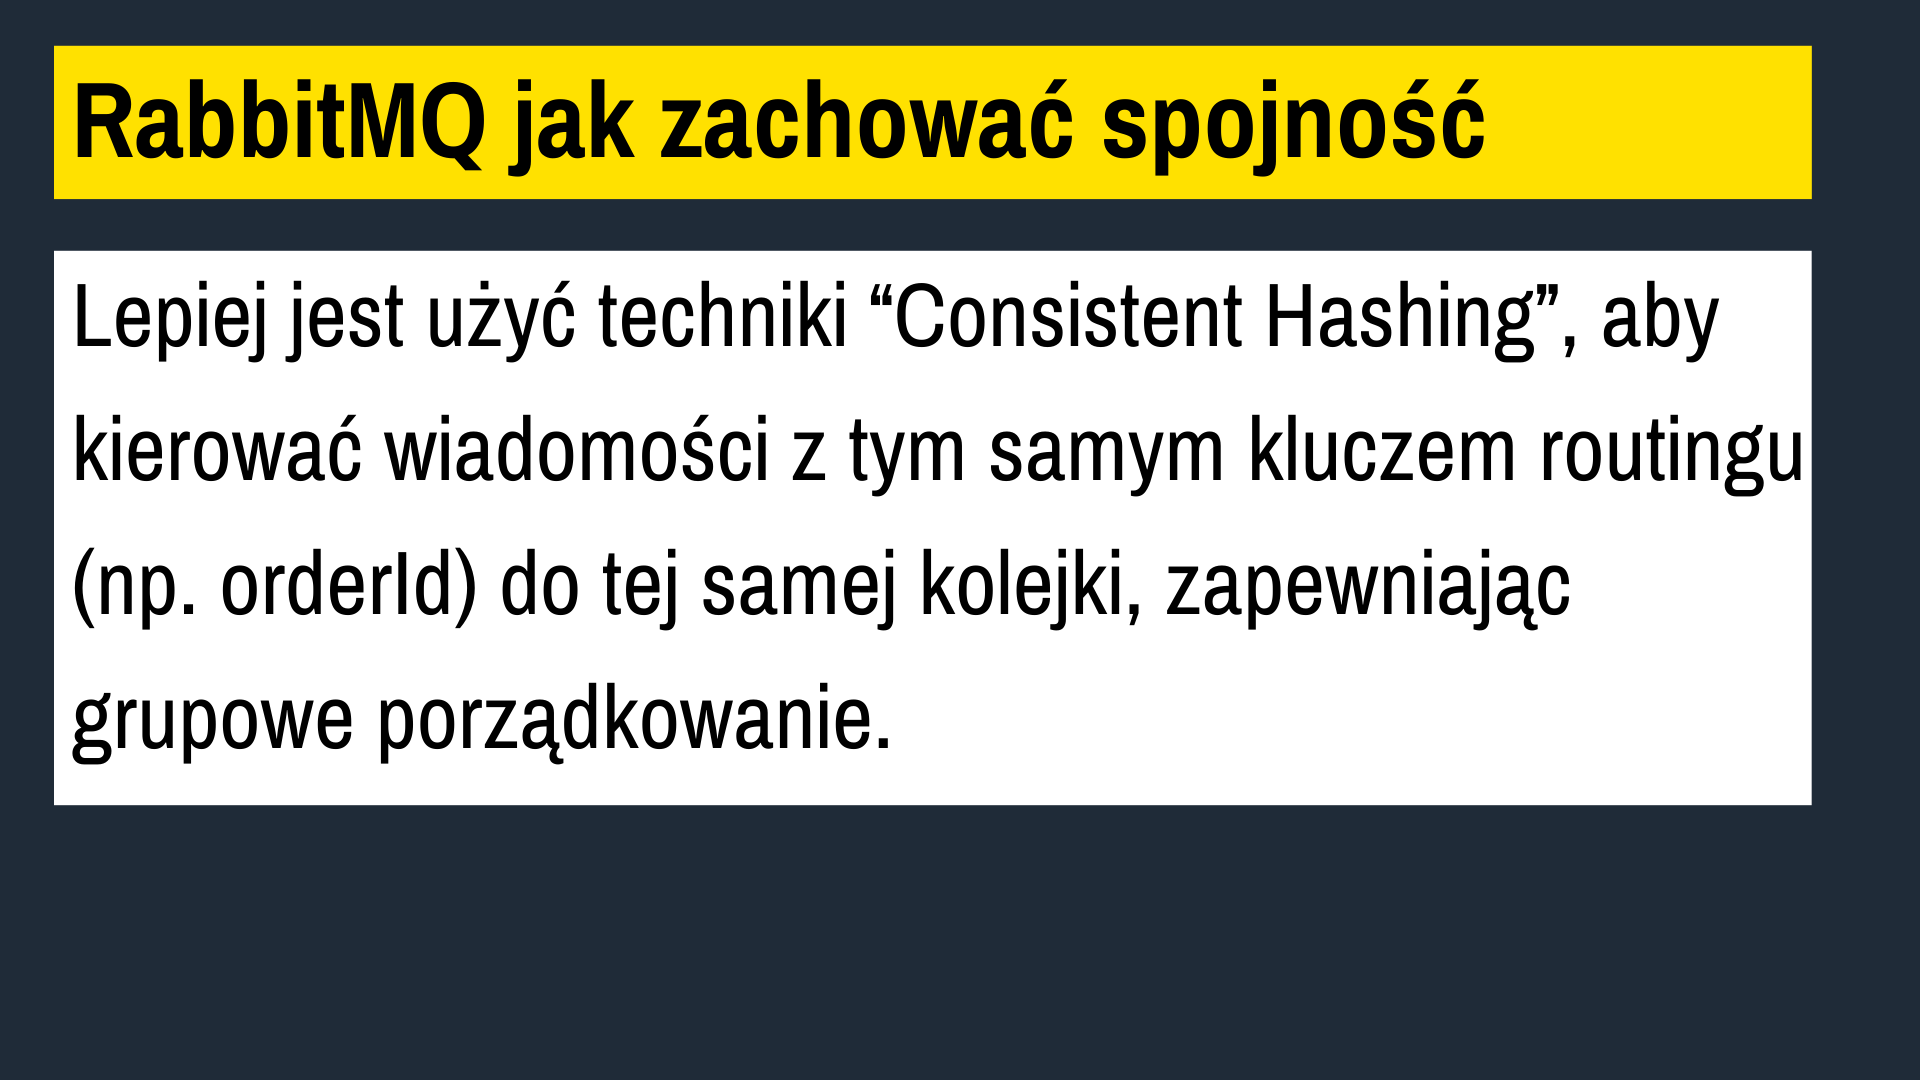 RabbitMQ jak zachować spojność
Lepiej jest użyć techniki “Consistent Hashing”, aby
kierować wiadomości z tym samym kluczem routingu
(np. orderId) do tej samej kolejki, zapewniając
grupowe porządkowanie.